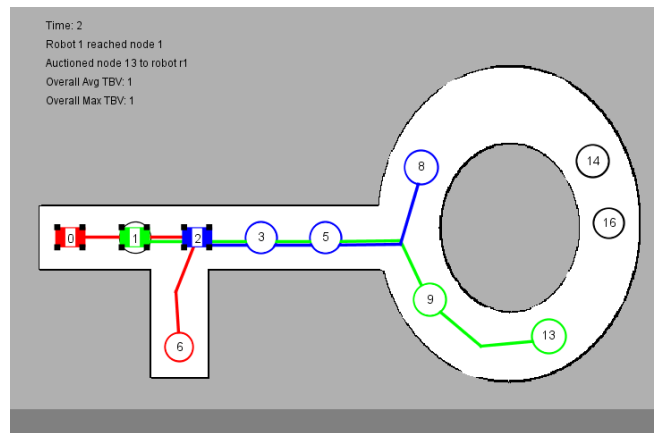 Time: 2
Robot 1 reached node 1
Auctioned node 13 to robot r1
Overall Avg TBV: 1
Overall Max TBV: 1
8
14
16
0
1
2
3
5
9
13
6